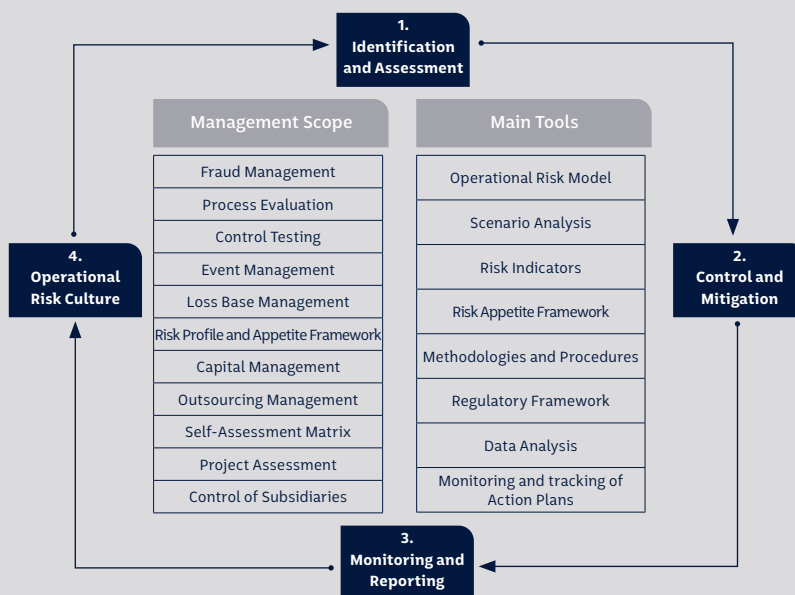 1.
Identification
and Assessment
Management Scope
Fraud Management
Process Evaluation
Control Testing
Event Management
Loss Base Management
Risk Profile and Appetite Framework
Capital Management
Outsourcing Management
Self-Assessment Matrix
Project Assessment
Control of Subsidiaries
Main Tools
Operational Risk Model
Scenario Analysis
Risk Indicators
Risk Appetite Framework
Methodologies and Procedures
Regulatory Framework
Data Analysis
Monitoring and tracking of
Action Plans
2.
Control and
Mitigation
3.
Monitoring and
Reporting
4.
Operational
Risk Culture